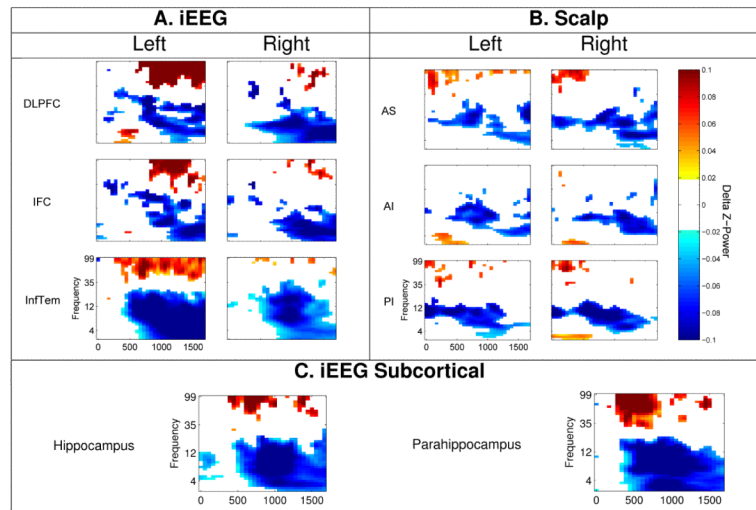 A. iEEG
B. Scalp
Left Right
Left Right
DLPFC
IFC
InfTem
Frequency
99
35
12
4
0 500 1000 1500
AS
AI
PI
Frequency
99
35
12
4
0 500 1000 1500
0.1
0.08
0.06
0.04
0.02
0
−0.02
−0.04
−0.06
−0.08
−0.1
Delta Z−Power
C. iEEG Subcortical
Hippocampus
Frequency
99
35
12
4
0 500 1000 1500
Parahippocampus
Frequency
99
35
12
4
0 500 1000 1500